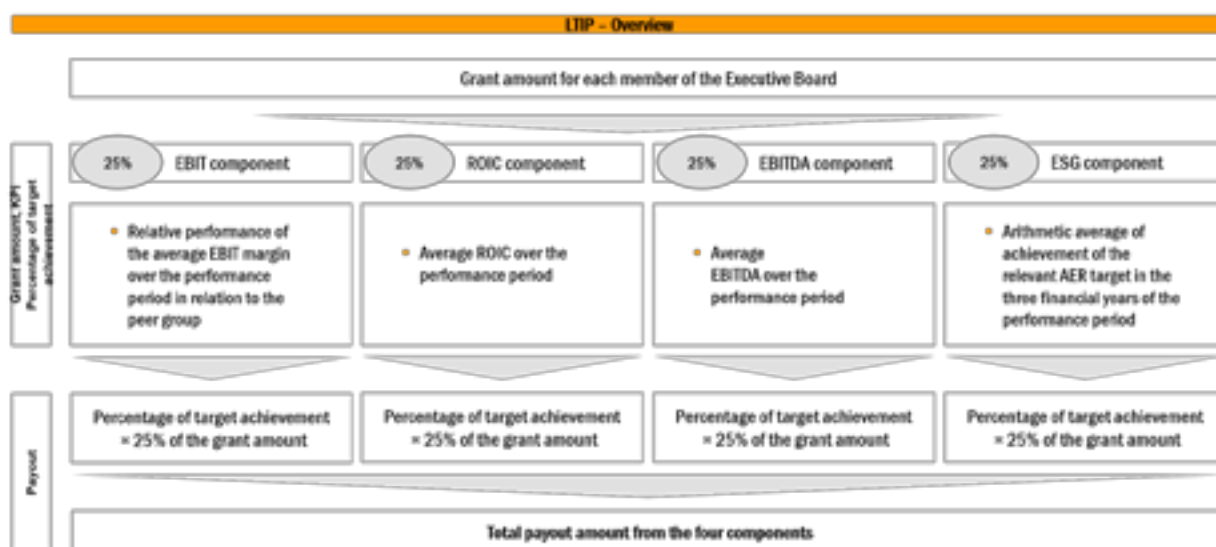 LTIP – Overview
Grant amount for each member of the Executive Board
Grant amount, KPI
Percentage of target
achievement
25%
EBIT component
25%
ROIC component
25%
EBITDA component
25%
ESG component
Relative performance of
the average EBIT margin
over the performance
period in relation to the
peer group
Average ROIC over the
performance period
Average
EBITDA over the
performance period
Arithmetic average of
achievement of the
relevant AER target in the
three financial years of the
performance period
Payout
Percentage of target achievement
× 25% of the grant amount
Percentage of target achievement
× 25% of the grant amount
Percentage of target achievement
× 25% of the grant amount
Percentage of target achievement
× 25% of the grant amount
Total payout amount from the four components